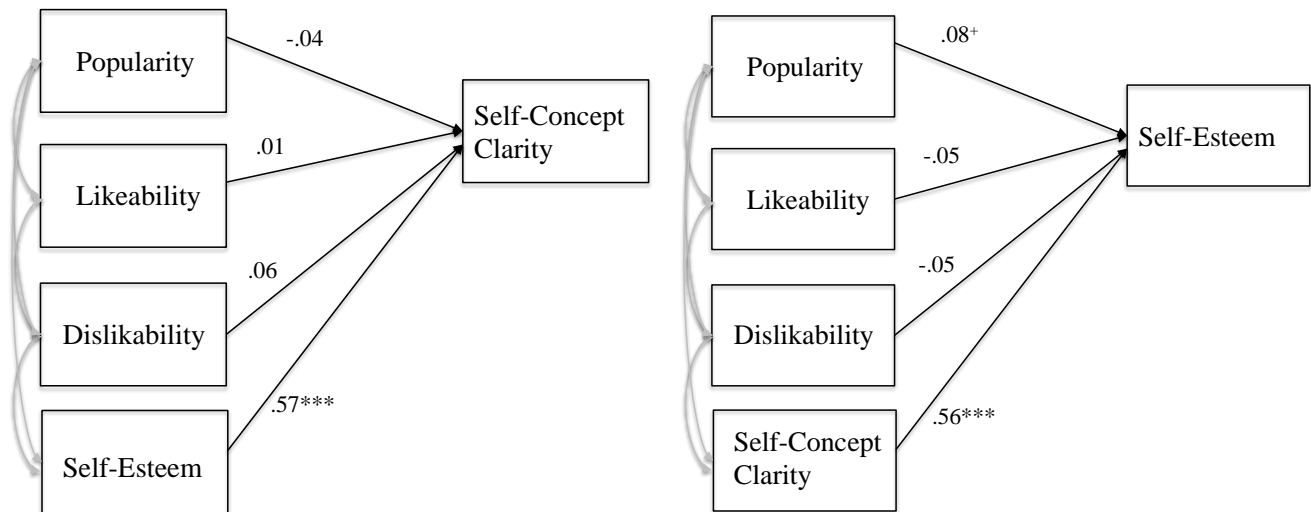 Popularity
-.04
Self-Concept
Clarity
.01
Likeability
.06
Dislikability
.57***
Self-Esteem
Popularity
.08+
Self-Esteem
-.05
Likeability
-.05
Dislikability
.56***
Self-Concept
Clarity